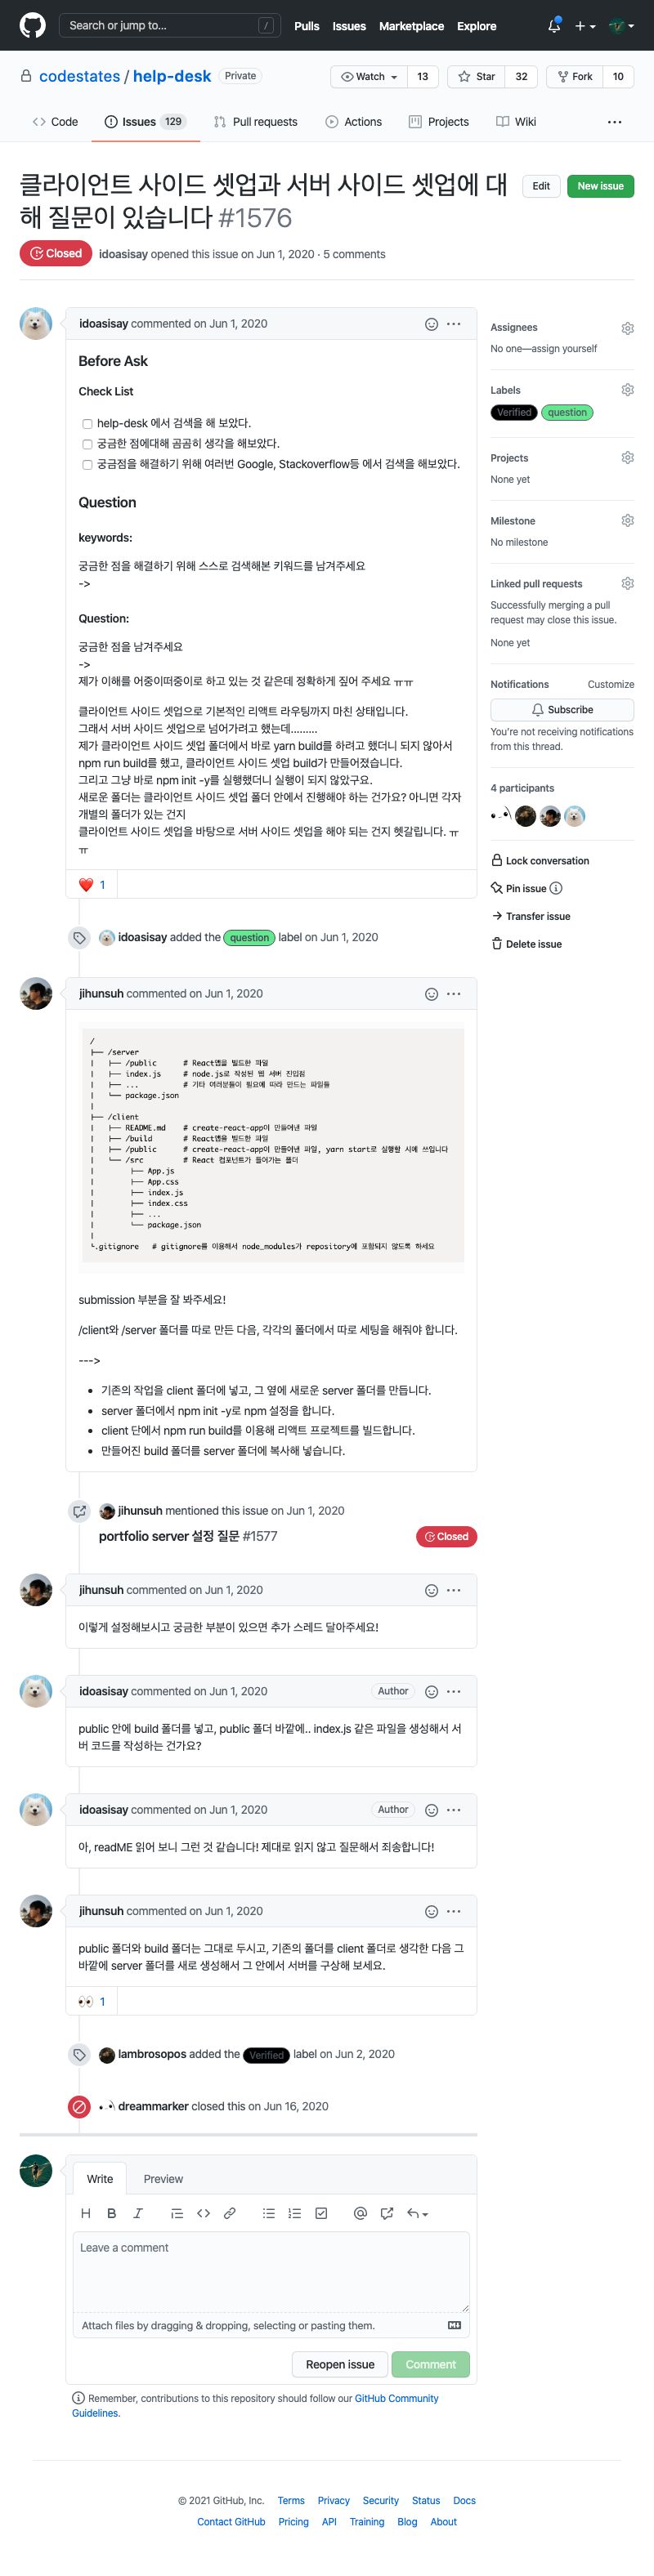 Search or jump to...
/
Pulls Issues Marketplace Explore
codestates / help-desk Private
Watch 13 Star 32 Fork 10
Code Issues 129 Pull requests Actions Projects Wiki
클라이언트 사이드 셋업과 서버 사이드 셋업에 대
해 질문이 있습니다 #1576
Edit New issue
Closed idoasisay opened this issue on Jun 1, 2020 · 5 comments
idoasisay commented on Jun 1, 2020
Before Ask
Check List
help-desk 에서 검색을 해 보았다.
궁금한 점에대해 곰곰히 생각을 해보았다.
궁금점을 해결하기 위해 여러번 Google, Stackoverflow등 에서 검색을 해보았다.
Question
keywords:
궁금한 점을 해결하기 위해 스스로 검색해본 키워드를 남겨주세요
->
Question:
궁금한 점을 남겨주세요
->
제가 이해를 어중이떠중이로 하고 있는 것 같은데 정확하게 짚어 주세요 ㅠㅠ
클라이언트 사이드 셋업으로 기본적인 리액트 라우팅까지 마친 상태입니다.
그래서 서버 사이드 셋업으로 넘어가려고 했는데.........
제가 클라이언트 사이드 셋업 폴더에서 바로 yarn build를 하려고 했더니 되지 않아서
npm run build를 했고, 클라이언트 사이드 셋업 build가 만들어졌습니다.
그리고 그냥 바로 npm init -y를 실행했더니 실행이 되지 않았구요.
새로운 폴더는 클라이언트 사이드 셋업 폴더 안에서 진행해야 하는 건가요? 아니면 각자
개별의 폴더가 있는 건지
클라이언트 사이드 셋업을 바탕으로 서버 사이드 셋업을 해야 되는 건지 헷갈립니다. ㅠ
ㅠ
❤️ 1
idoasisay added the question label on Jun 1, 2020
jihunsuh commented on Jun 1, 2020
/
├── /server
| ├── /public # React앱을 빌드한 파일
| ├── index.js # node.js로 작성된 웹 서버 진입점
| ├── ... # 기타 여러분들이 필요에 따라 만드는 파일들
| └── package.json
|
├── /client
| ├── README.md # create-react-app이 만들어낸 파일
| ├── /build # React앱을 빌드한 파일
| ├── /public # create-react-app이 만들어낸 파일, yarn start로 실행할 시에 쓰입니다
| └── /src # React 컴포넌트가 들어가는 폴더
| ├── App.js
| ├── App.css
| ├── index.js
| ├── index.css
| ├── ...
| └── package.json
|
└.gitignore # gitignore를 이용해서 node_modules가 repository에 포함되지 않도록 하세요
submission 부분을 잘 봐주세요!
/client와 /server 폴더를 따로 만든 다음, 각각의 폴더에서 따로 세팅을 해줘야 합니다.
--->
• 기존의 작업을 client 폴더에 넣고, 그 옆에 새로운 server 폴더를 만듭니다.
• server 폴더에서 npm init -y로 npm 설정을 합니다.
• client 단에서 npm run build를 이용해 리액트 프로젝트를 빌드합니다.
• 만들어진 build 폴더를 server 폴더에 복사해 넣습니다.
jihunsuh mentioned this issue on Jun 1, 2020
portfolio server 설정 질문 #1577 Closed
jihunsuh commented on Jun 1, 2020
이렇게 설정해보시고 궁금한 부분이 있으면 추가 스레드 달아주세요!
idoasisay commented on Jun 1, 2020 Author
public 안에 build 폴더를 넣고, public 폴더 바깥에.. index.js 같은 파일을 생성해서 서
버 코드를 작성하는 건가요?
idoasisay commented on Jun 1, 2020 Author
아, readME 읽어 보니 그런 것 같습니다! 제대로 읽지 않고 질문해서 죄송합니다!
jihunsuh commented on Jun 1, 2020
public 폴더와 build 폴더는 그대로 두시고, 기존의 폴더를 client 폴더로 생각한 다음 그
바깥에 server 폴더를 새로 생성해서 그 안에서 서버를 구상해 보세요.
👀 1
lambrosopos added the Verified label on Jun 2, 2020
dreammarker closed this on Jun 16, 2020
Write Preview
Leave a comment
Attach files by dragging & dropping, selecting or pasting them.
Reopen issue Comment
Remember, contributions to this repository should follow our GitHub Community
Guidelines.
Assignees
No one—assign yourself
Labels
Verified question
Projects
None yet
Milestone
No milestone
Linked pull requests
Successfully merging a pull
request may close this issue.
None yet
Notifications Customize
Subscribe
You're not receiving notifications
from this thread.
4 participants
Lock conversation
Pin issue
Transfer issue
Delete issue
© 2021 GitHub, Inc. Terms Privacy Security Status Docs
Contact GitHub Pricing API Training Blog About